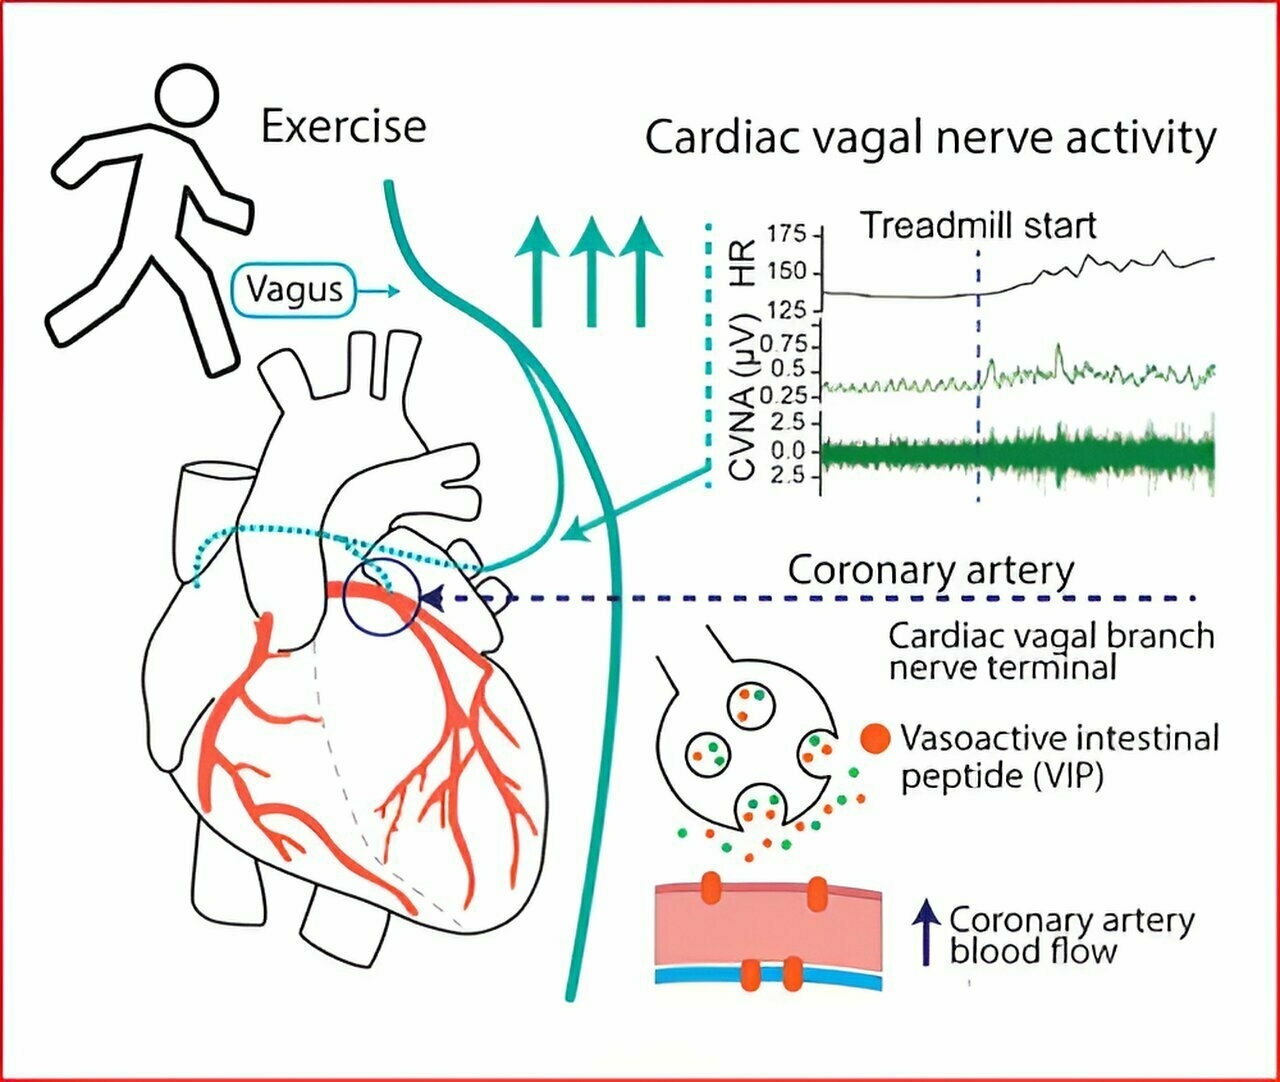 Exercise
Cardiac vagal nerve activity
Vagus
Treadmill start
HR
175
150
125
CVNA (µV)
0.75
0.5
0.25
2.5
0.0
2.5
Coronary artery
Cardiac vagal branch
nerve terminal
Vasoactive intestinal
peptide (VIP)
Coronary artery
blood flow